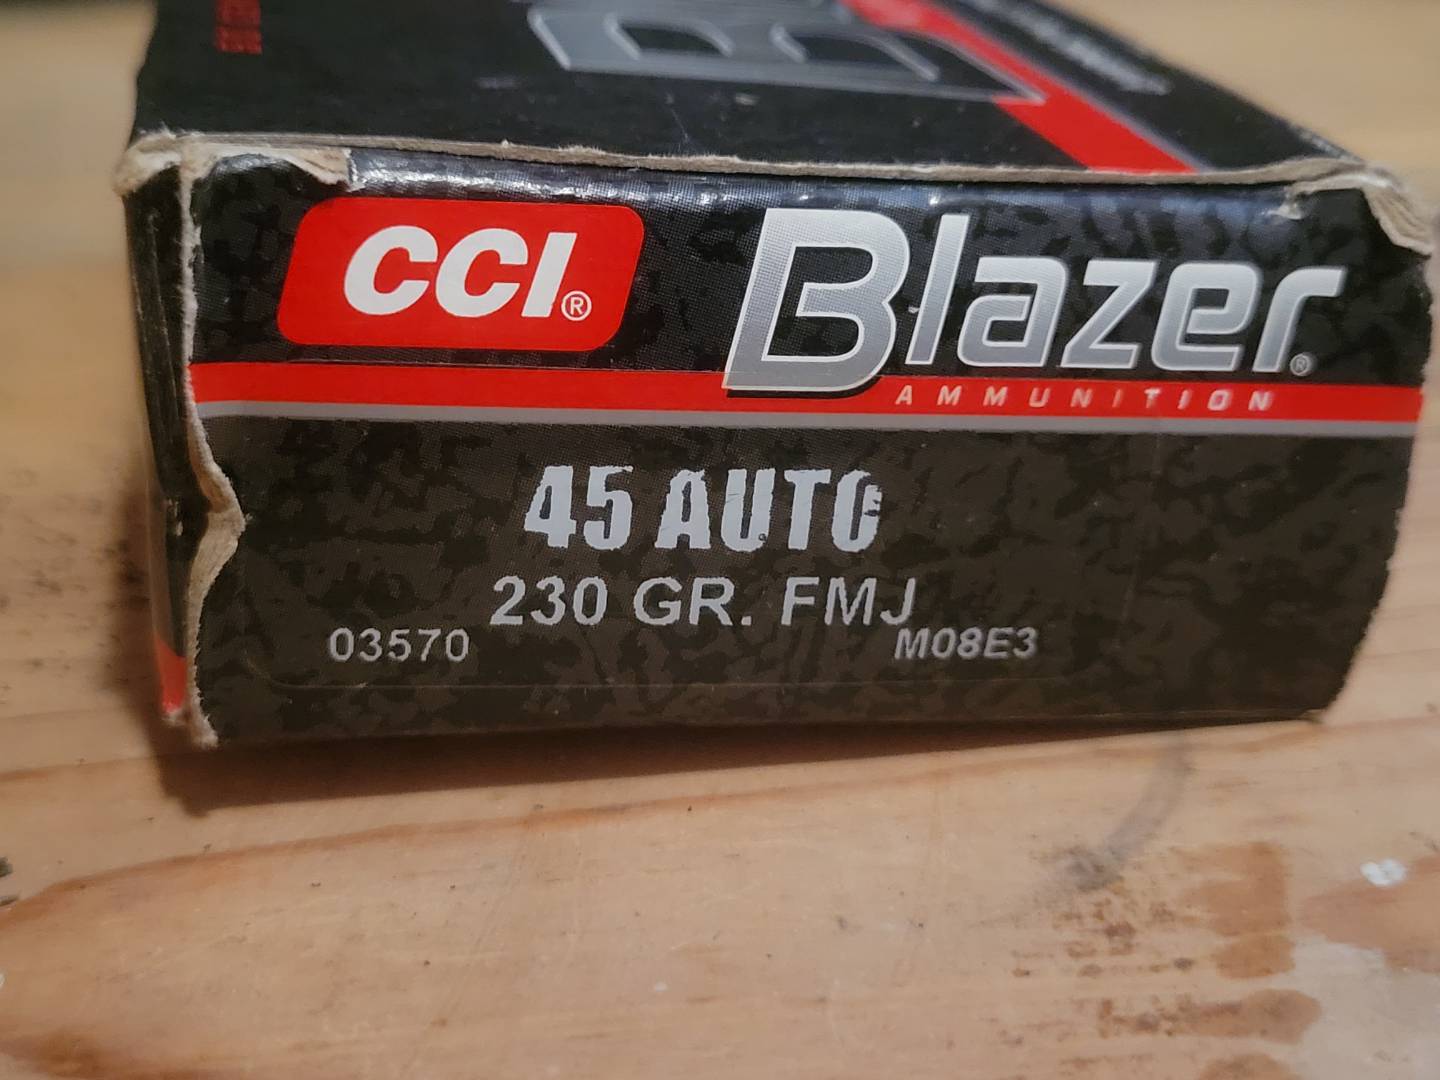 CCI®
Blazer®
AMMUNITION
45 AUTO
230 GR. FMJ
03570
M08E3